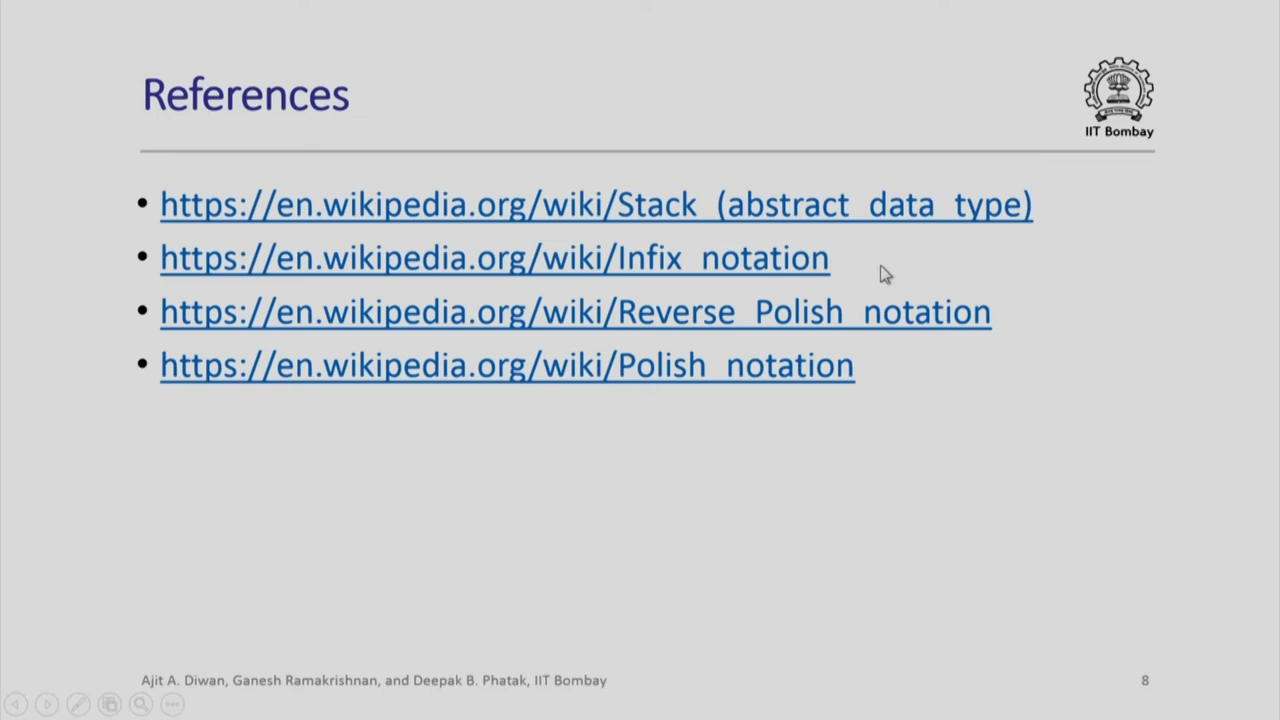 References
IIT Bombay
• https://en.wikipedia.org/wiki/Stack_(abstract_data_type)
• https://en.wikipedia.org/wiki/Infix_notation
• https://en.wikipedia.org/wiki/Reverse_Polish_notation
• https://en.wikipedia.org/wiki/Polish_notation
Ajit A. Diwan, Ganesh Ramakrishnan, and Deepak B. Phatak, IIT Bombay
8